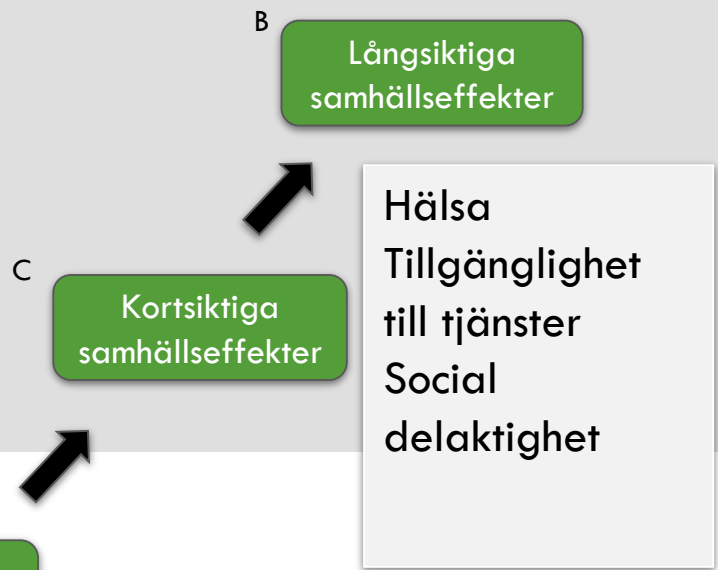 B
Långsiktiga
samhällseffekter
C
Kortsiktiga
samhällseffekter
Hälsa
Tillgänglighet
till tjänster
Social
delaktighet